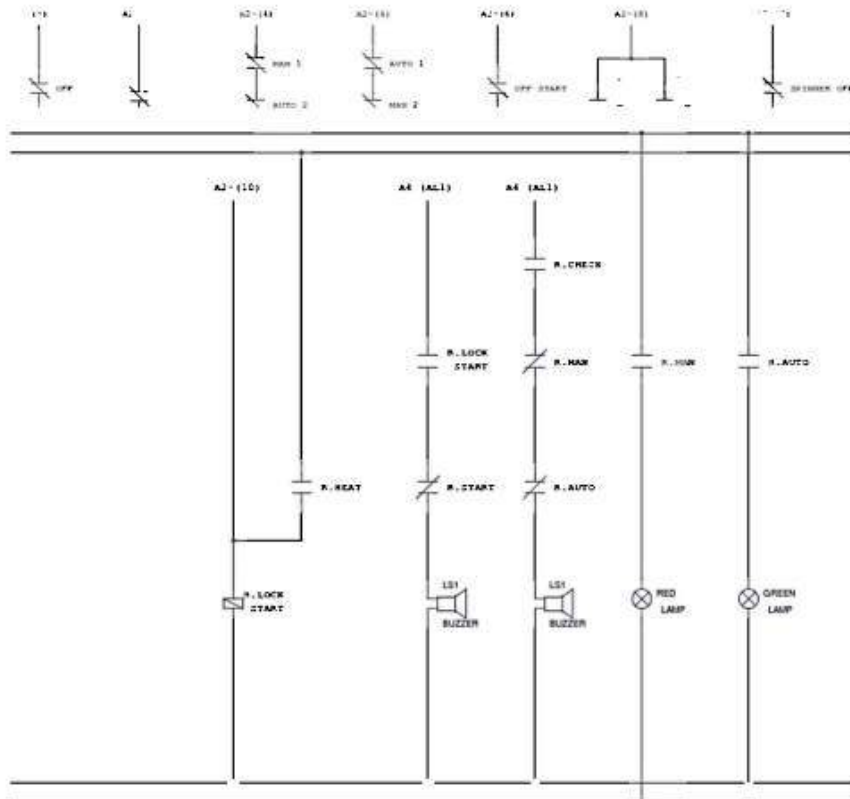 A2-(4)
A2-(5)
A2-(6)
A2-(8)
OFF
MAN 1
AUTO 2
AUTO 1
MAN 2
OFF START
SPINNER OFF
A2-(10)
A4 (AL1)
A4 (AL1)
R.CHECK
R.LOCK
START
R.MAN
R.MAN
R.AUTO
R.HEAT
R.START
R.AUTO
R.LOCK
START
LS1
BUZZER
LS1
BUZZER
RED
LAMP
GREEN
LAMP